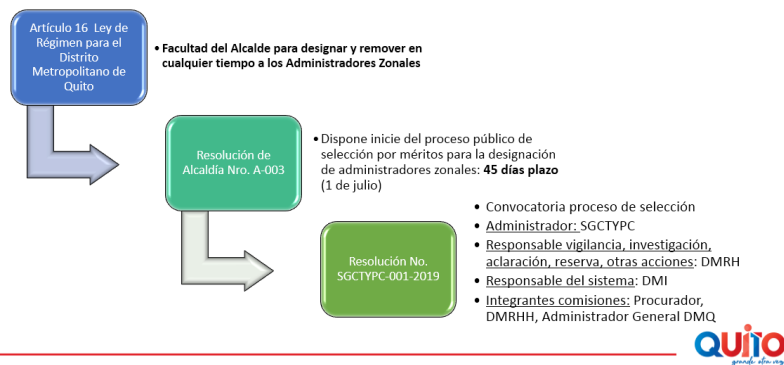 Artículo 16 Ley de
Régimen para el
Distrito
Metropolitano de
Quito
• Facultad del Alcalde para designar y remover en
cualquier tiempo a los Administradores Zonales
Resolución de
Alcaldía Nro. A-003
• Dispone inicie del proceso público de
selección por méritos para la designación
de administradores zonales: 45 días plazo
(1 de julio)
Resolución No.
SGCTYPC-001-2019
• Convocatoria proceso de selección
• Administrador: SGCTYPC
• Responsable vigilancia, investigación,
aclaración, reserva, otras acciones: DMRH
• Responsable del sistema: DMI
• Integrantes comisiones: Procurador,
DMRHH, Administrador General DMQ
QUITO
grande otra vez